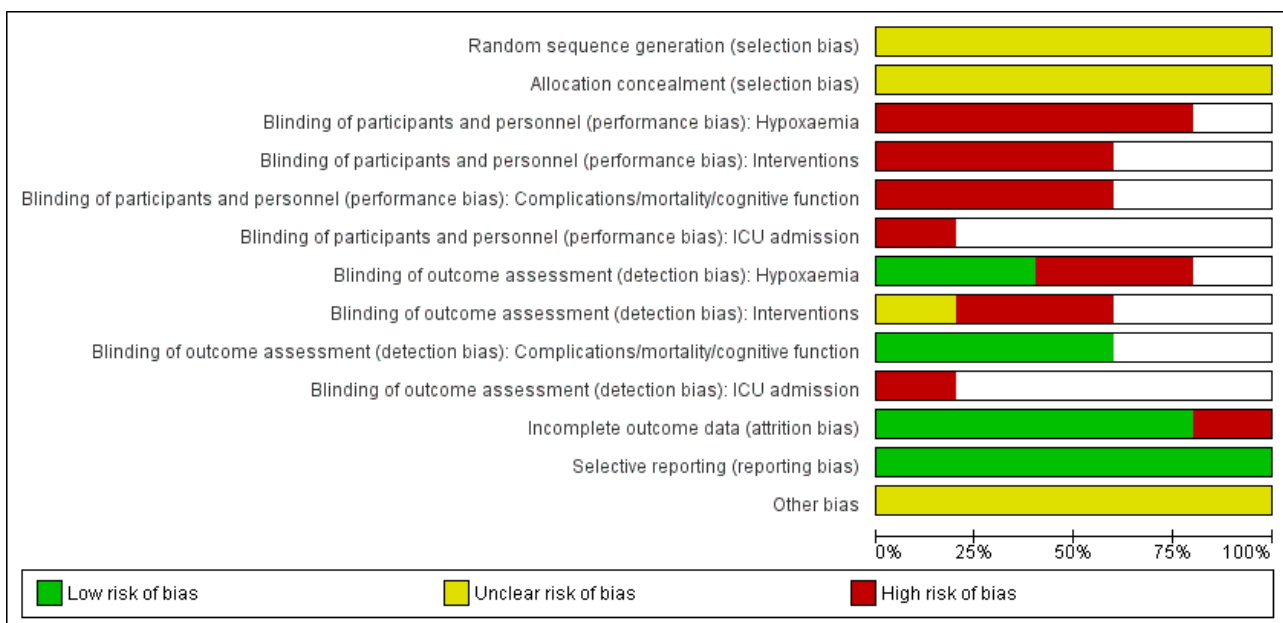 Random sequence generation (selection bias)
Allocation concealment (selection bias)
Blinding of participants and personnel (performance bias): Hypoxaemia
Blinding of participants and personnel (performance bias): Interventions
Blinding of participants and personnel (performance bias): Complications/mortality/cognitive function
Blinding of participants and personnel (performance bias): ICU admission
Blinding of outcome assessment (detection bias): Hypoxaemia
Blinding of outcome assessment (detection bias): Interventions
Blinding of outcome assessment (detection bias): Complications/mortality/cognitive function
Blinding of outcome assessment (detection bias): ICU admission
Incomplete outcome data (attrition bias)
Selective reporting (reporting bias)
Other bias
0% 25% 50% 75% 100%
Low risk of bias Unclear risk of bias High risk of bias